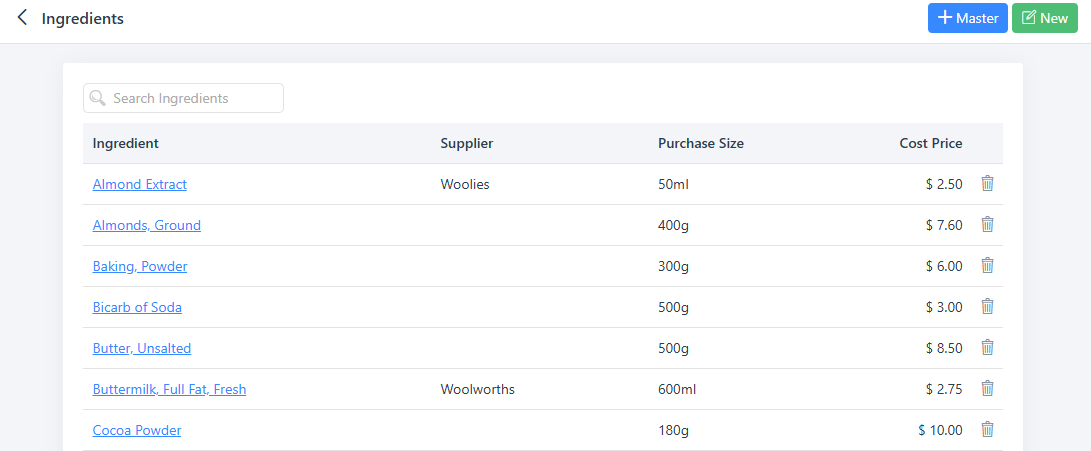 Ingredients
Master
New
Search Ingredients
Ingredient Supplier Purchase Size Cost Price
Almond Extract Woolies 50ml $ 2.50
Almonds, Ground 400g $ 7.60
Baking, Powder 300g $ 6.00
Bicarb of Soda 500g $ 3.00
Butter, Unsalted 500g $ 8.50
Buttermilk, Full Fat, Fresh Woolworths 600ml $ 2.75
Cocoa Powder 180g $ 10.00